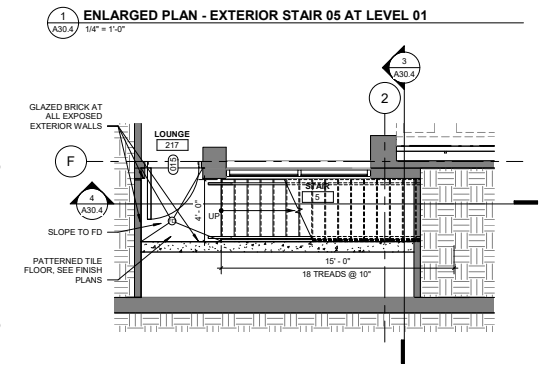 1
A30.4
ENLARGED PLAN - EXTERIOR STAIR 05 AT LEVEL 01
1/4" = 1'-0"
3
A30.4
2
GLAZED BRICK AT
ALL EXPOSED
EXTERIOR WALLS
LOUNGE
217
015
F
STAIR
5
4
A30.4
4' - 0"
UP
SLOPE TO FD
PATTERNED TILE
FLOOR, SEE FINISH
PLANS
15' - 0"
18 TREADS @ 10"